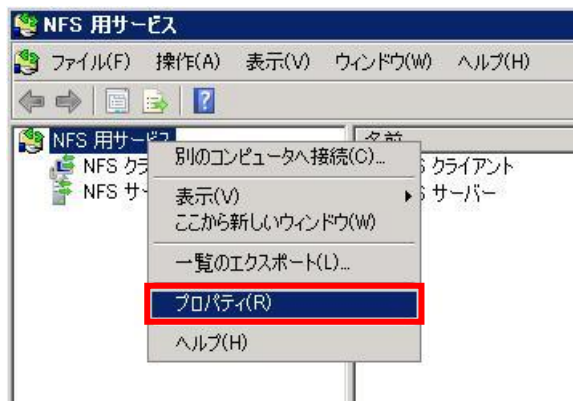 NFS 用サービス
ファイル(F) 操作(A) 表示(V) ウィンドウ(W) ヘルプ(H)
NFS 用サービス
名前
NFS クラ
クライアント
NFS サー
サーバー
別のコンピュータへ接続(C)...
表示(V)
ここから新しいウィンドウ(W)
一覧のエクスポート(L)...
プロパティ(R)
ヘルプ(H)